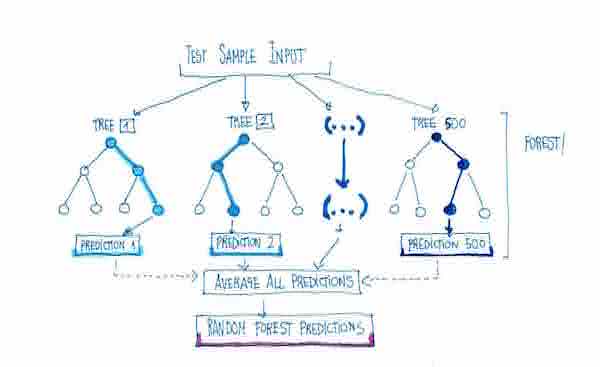 TEST SAMPLE INPUT
TREE 1
TREE 2
(...)
TREE 500
FOREST
(...)
PREDICTION 1
PREDICTION 2
PREDICTION 500
AVERAGE ALL PREDICTIONS
RANDOM FOREST PREDICTIONS